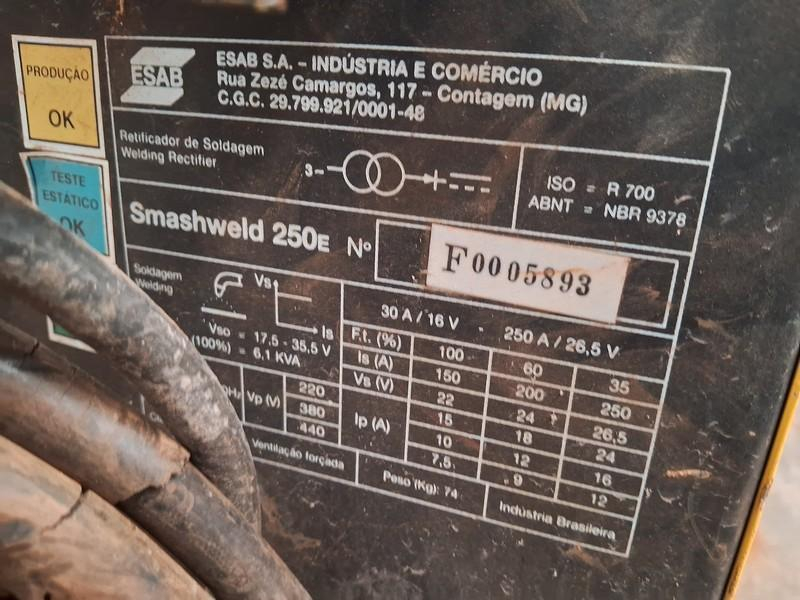 PRODUÇÃO
OK
TESTE
ESTÁTICO
OK
ESAB
ESAB S.A. - INDÚSTRIA E COMÉRCIO
Rua Zezé Camargos, 117 - Contagem (MG)
C.G.C. 29.799.921/0001-48
Retificador de Soldagem
Welding Rectifier
3~
ISO = R 700
ABNT = NBR 9378
Smashweld 250E Nº F0005893
Soldagem
Welding
Vs
Is
Vso = 17,5 - 35,5 V
(100%) = 6,1 KVA
30 A / 16 V - 250 A / 26,5 V
F.t. (%) 100 60 35
Is (A) 150 200 250
Vs (V) 22 24 26,5
Vp (V) 220 380 440
Ip (A) 15 18 24
10 12 16
7,5 9 12
Ventilação forçada
Peso (Kg): 74
Indústria Brasileira